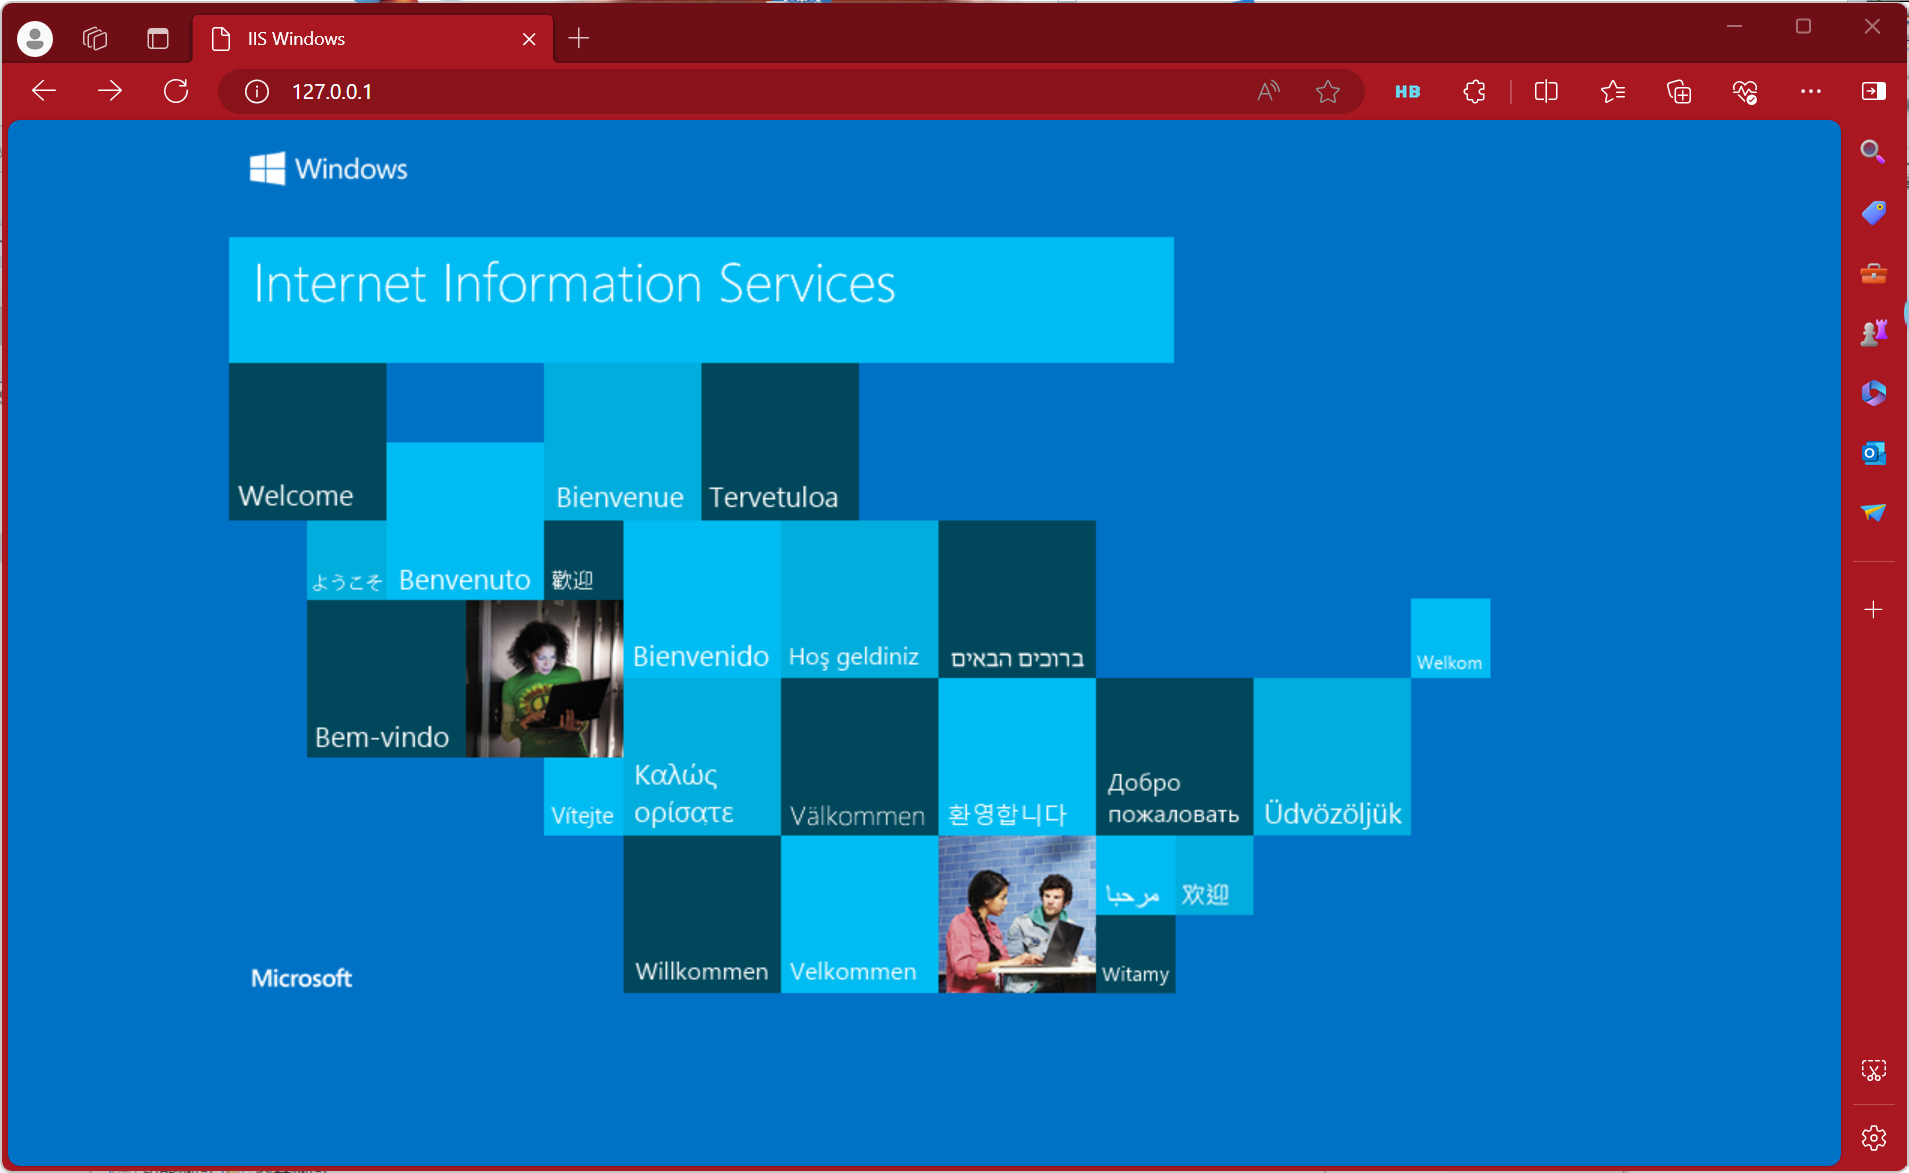 IIS Windows
127.0.0.1
HB
Windows
Internet Information Services
Welcome
Bienvenue
Tervetuloa
ようこそ
Benvenuto
歡迎
Bienvenido
Hoş geldiniz
ברוכים הבאים
Welkom
Bem-vindo
Vítejte
Καλώς
ορίσατε
Välkommen
환영합니다
Добро
пожаловать
Üdvözöljük
مرحبا
欢迎
Willkommen
Velkommen
Witamy
Microsoft